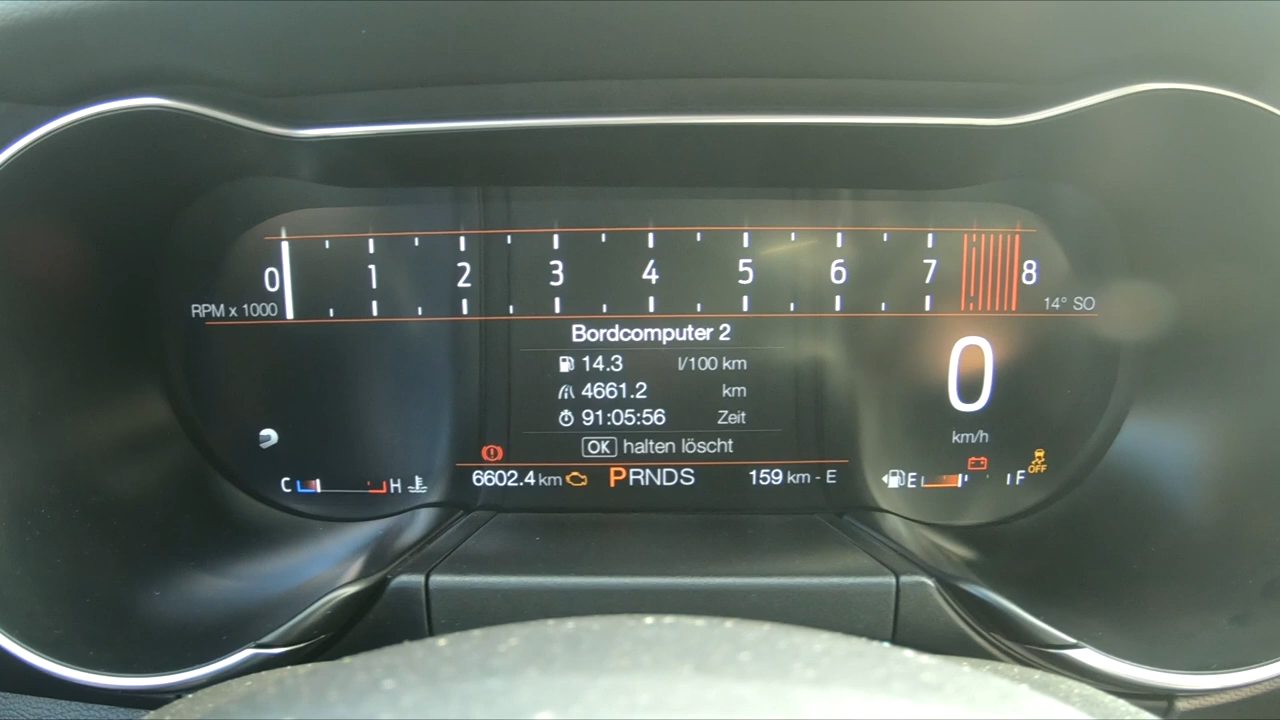 0 1 2 3 4 5 6 7 8
RPM x 1000
14° SO
Bordcomputer 2
14.3 l/100 km
4661.2 km
91:05:56 Zeit
OK halten löscht
0
km/h
OFF
C H
6602.4 km PRNDS 159 km - E
E F